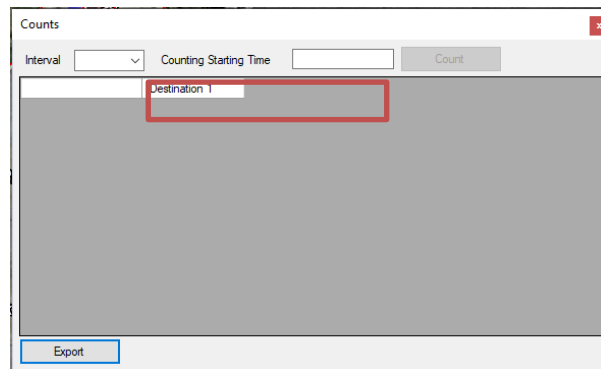 Counts
x
Interval Counting Starting Time Count
Destination 1
Export